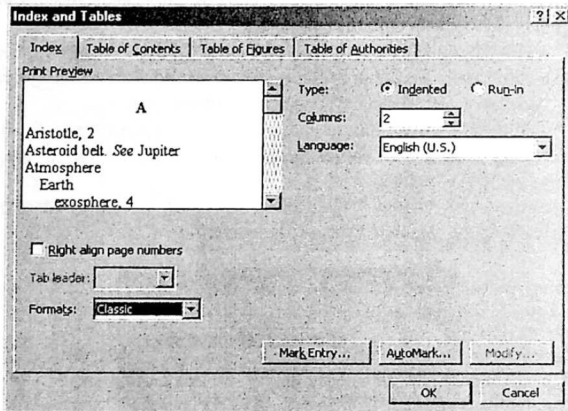 Index and Tables
Index Table of Contents Table of Figures Table of Authorities
Print Preview
A
Aristotle, 2
Asteroid belt. See Jupiter
Atmosphere
Earth
exosphere, 4
Type: Indented Run-in
Columns: 2
Language: English (U.S.)
Right align page numbers
Tab leader:
Formats: Classic
Mark Entry... AutoMark... Modify...
OK Cancel